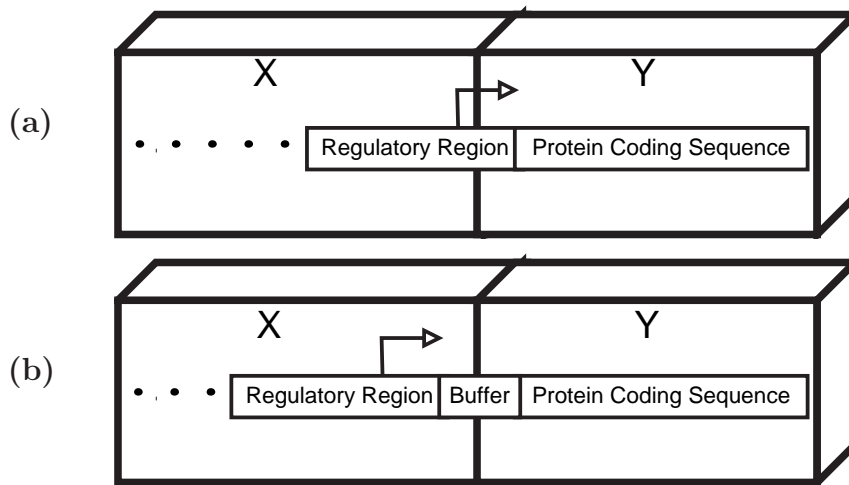 X Y
(a)
Regulatory Region Protein Coding Sequence
X Y
(b)
Regulatory Region Buffer Protein Coding Sequence